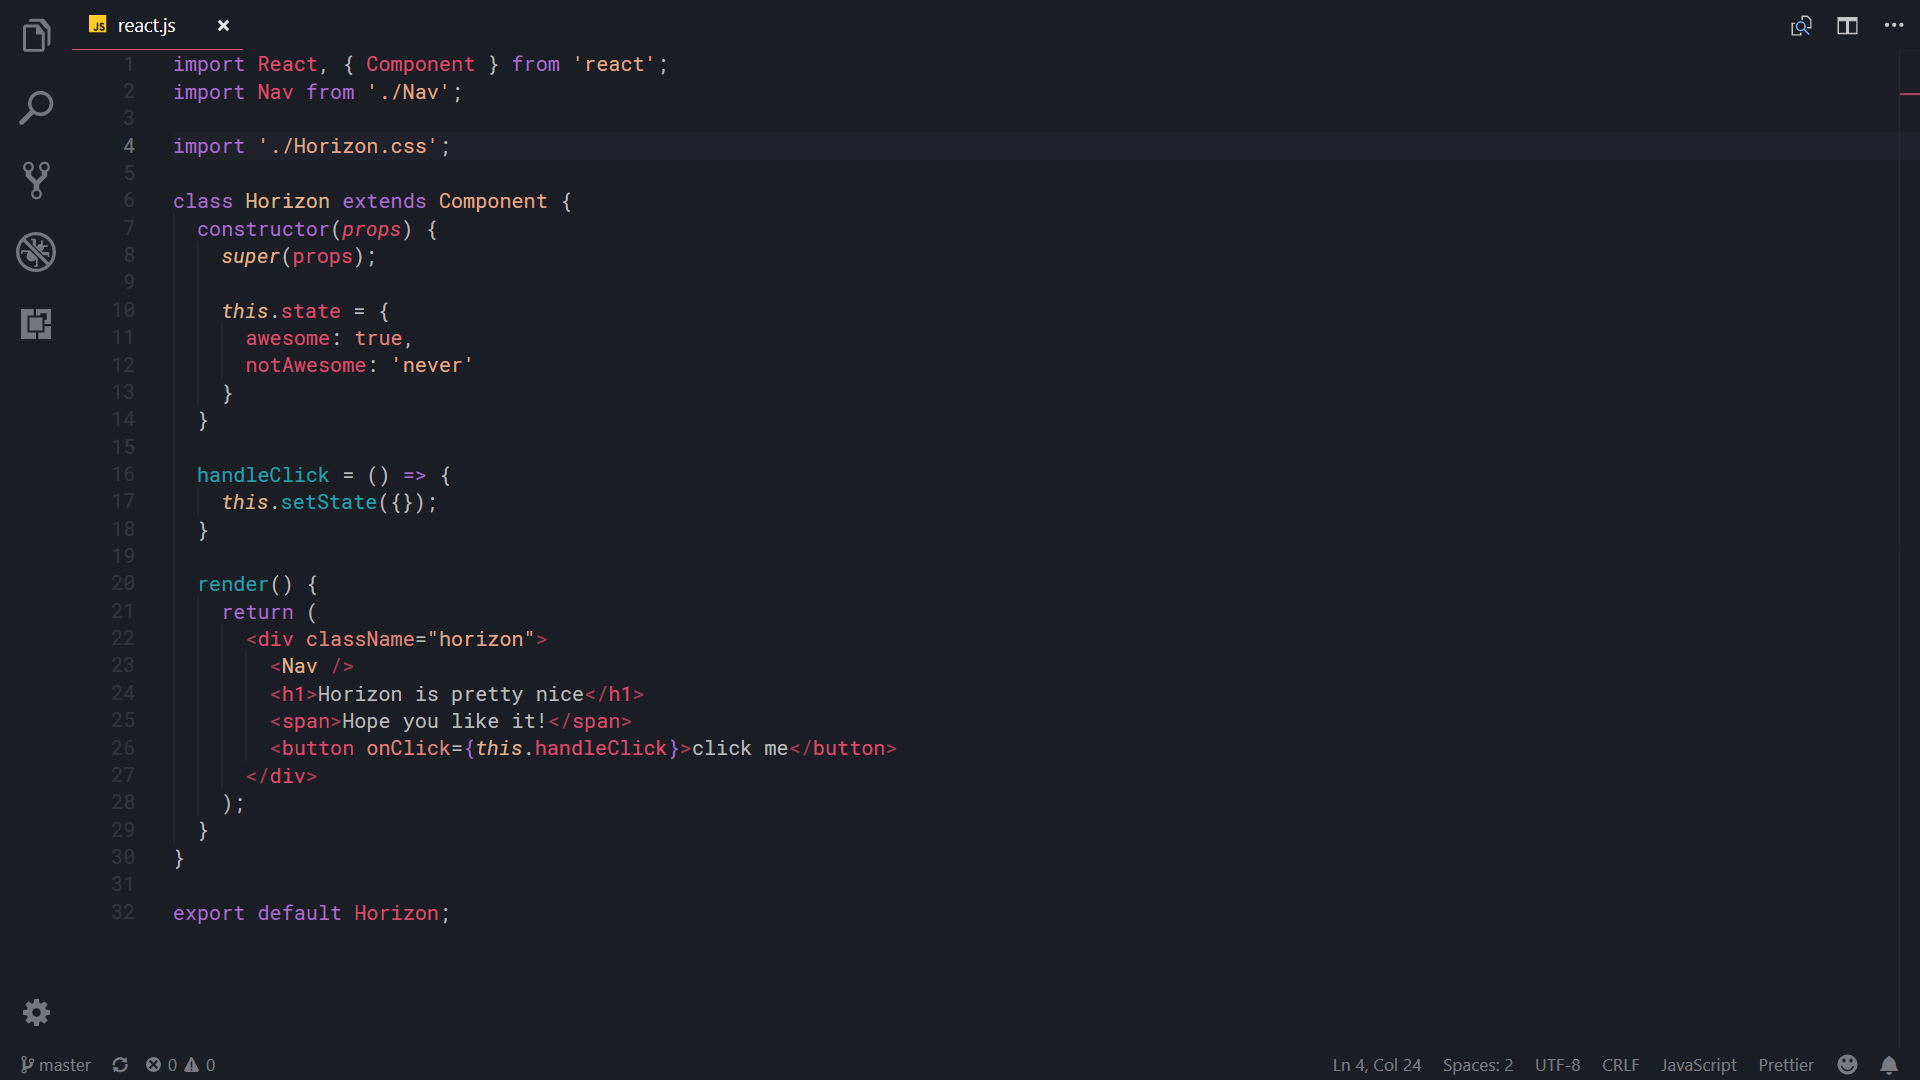 JS react.js ×
1 import React, { Component } from 'react';
2 import Nav from './Nav';
3
4 import './Horizon.css';
5
6 class Horizon extends Component {
7   constructor(props) {
8     super(props);
9
10     this.state = {
11       awesome: true,
12       notAwesome: 'never'
13     }
14   }
15
16   handleClick = () => {
17     this.setState({});
18   }
19
20   render() {
21     return (
22       <div className="horizon">
23         <Nav />
24         <h1>Horizon is pretty nice</h1>
25         <span>Hope you like it!</span>
26         <button onClick={this.handleClick}>click me</button>
27       </div>
28     );
29   }
30 }
31
32 export default Horizon;
master 0 0 Ln 4, Col 24 Spaces: 2 UTF-8 CRLF JavaScript Prettier